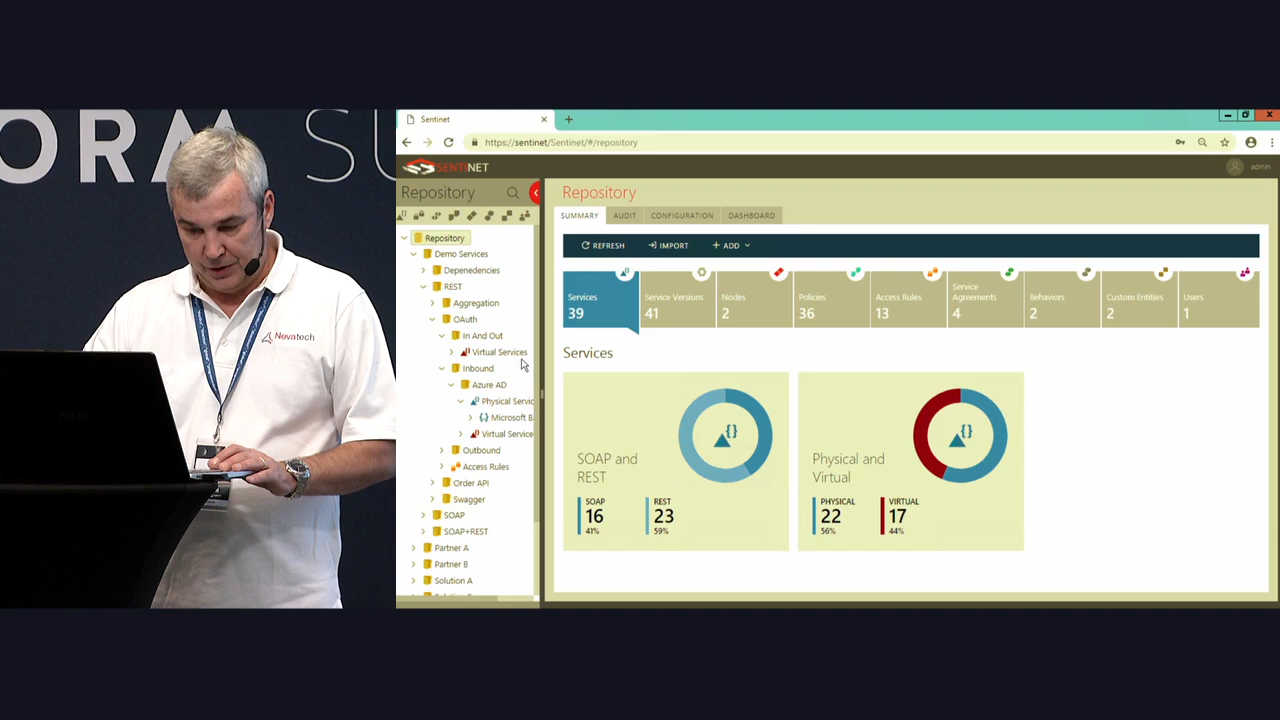 ORM SU
Nevatech
Sentinet
https://sentinet/Sentinet/#/repository
SENTINET
admin
Repository
Repository
Demo Services
Depenedencies
REST
Aggregation
OAuth
In And Out
Virtual Services
Inbound
Azure AD
Physical Servic
{} Microsoft B
Virtual Service
Outbound
Access Rules
Order API
Swagger
SOAP
SOAP+REST
Partner A
Partner B
Solution A
Repository
SUMMARY AUDIT CONFIGURATION DASHBOARD
REFRESH IMPORT + ADD
Services
39
Service Versions
41
Nodes
2
Policies
36
Access Rules
13
Service
Agreements
4
Behaviors
2
Custom Entities
2
Users
1
Services
SOAP and
REST
SOAP
16
41%
REST
23
59%
{}
Physical and
Virtual
PHYSICAL
22
56%
VIRTUAL
17
44%
{}